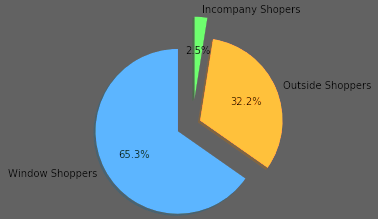 Incompany Shopers
2.5%
Outside Shoppers
32.2%
65.3%
Window Shoppers